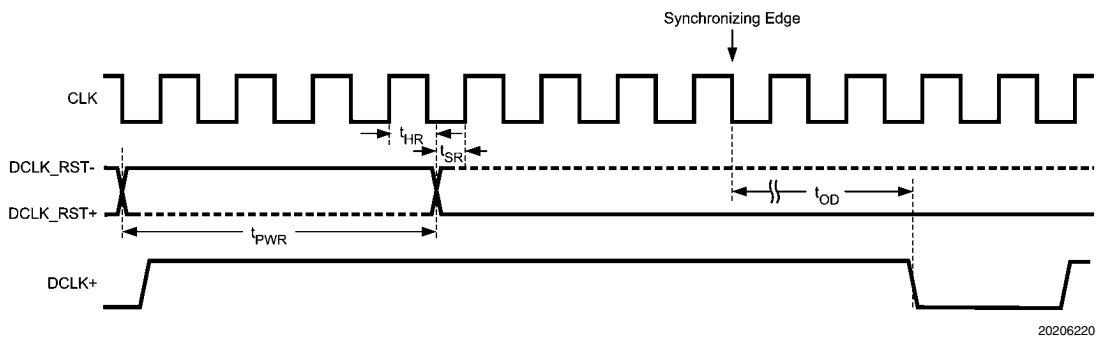 Synchronizing Edge
CLK
tHR
tSR
DCLK_RST-
DCLK_RST+
tOD
tPWR
DCLK+
20206220